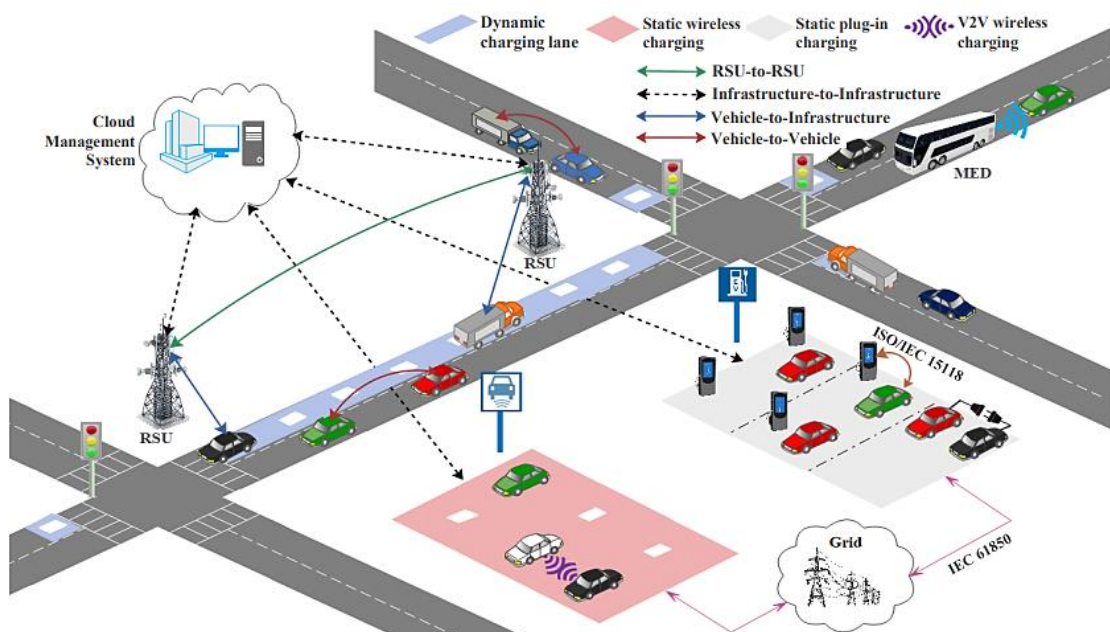 Dynamic
charging lane
Static wireless
charging
Static plug-in
charging
V2V wireless
charging
RSU-to-RSU
Infrastructure-to-Infrastructure
Vehicle-to-Infrastructure
Vehicle-to-Vehicle
Cloud
Management
System
MED
RSU
RSU
ISO/IEC 15118
Grid
IEC 61850